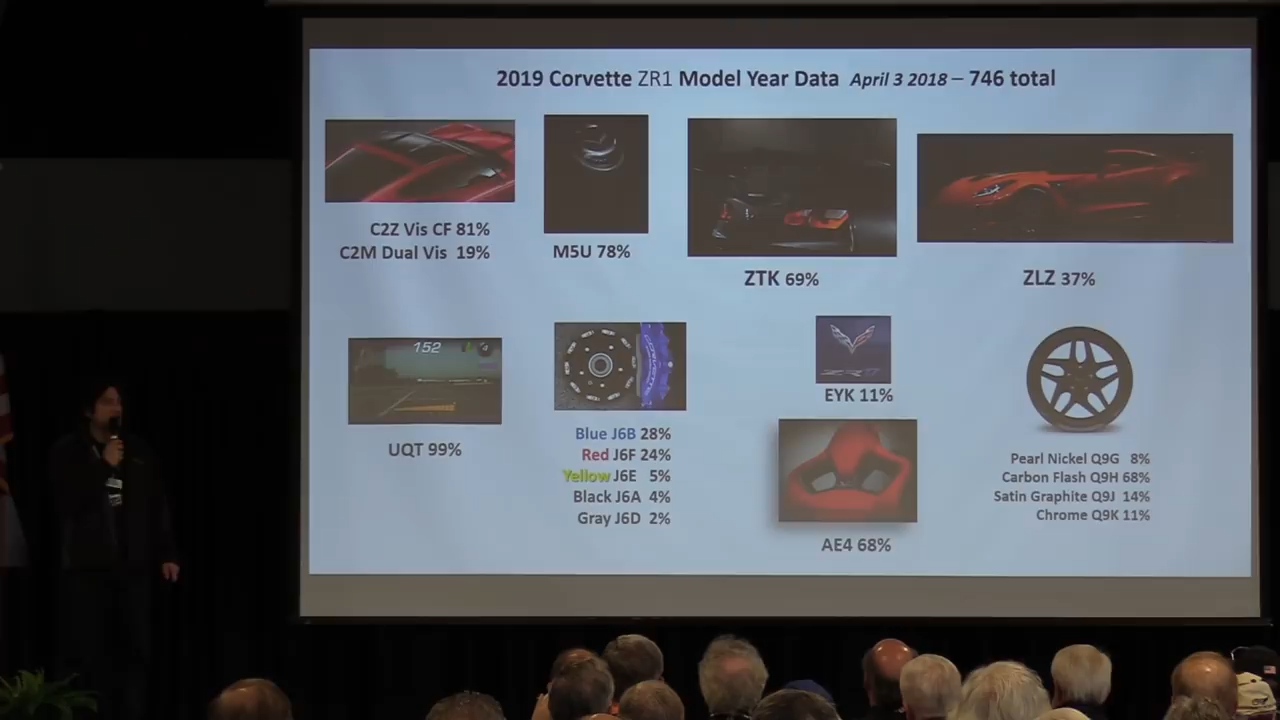 2019 Corvette ZR1 Model Year Data April 3 2018 – 746 total
C2Z Vis CF 81%
C2M Dual Vis 19%
M5U 78%
ZTK 69%
ZLZ 37%
152
UQT 99%
Blue J6B 28%
Red J6F 24%
Yellow J6E 5%
Black J6A 4%
Gray J6D 2%
CORVETTE
ZR1
EYK 11%
AE4 68%
Pearl Nickel Q9G 8%
Carbon Flash Q9H 68%
Satin Graphite Q9J 14%
Chrome Q9K 11%